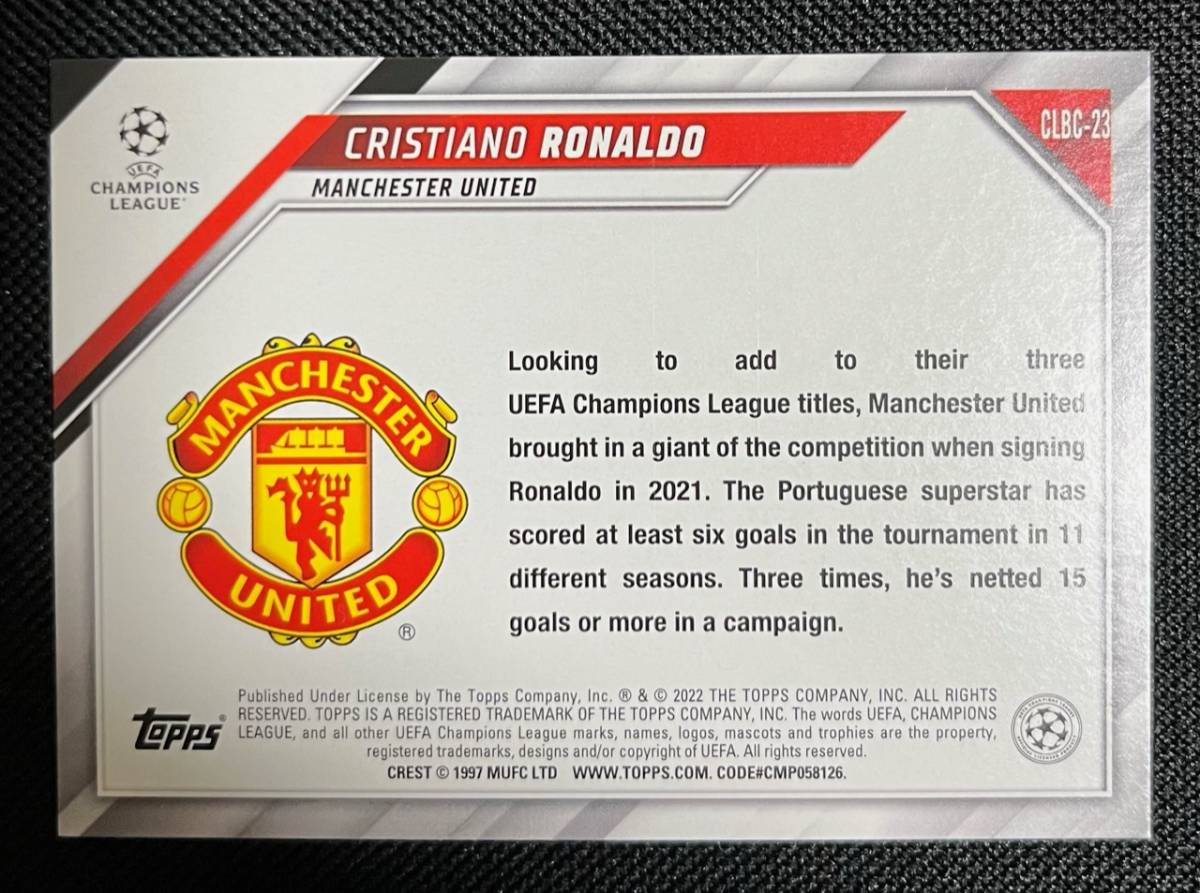 UEFA
CHAMPIONS
LEAGUE
CRISTIANO RONALDO
MANCHESTER UNITED
CLBC-23
MANCHESTER
UNITED
®
Looking to add to their three
UEFA Champions League titles, Manchester United
brought in a giant of the competition when signing
Ronaldo in 2021. The Portuguese superstar has
scored at least six goals in the tournament in 11
different seasons. Three times, he's netted 15
goals or more in a campaign.
Topps®
Published Under License by The Topps Company, Inc. ® & © 2022 THE TOPPS COMPANY, INC. ALL RIGHTS
RESERVED. TOPPS IS A REGISTERED TRADEMARK OF THE TOPPS COMPANY, INC. The words UEFA, CHAMPIONS
LEAGUE, and all other UEFA Champions League marks, names, logos, mascots and trophies are the property,
registered trademarks, designs and/or copyright of UEFA. All rights reserved.
CREST © 1997 MUFC LTD WWW.TOPPS.COM. CODE#CMP058126.